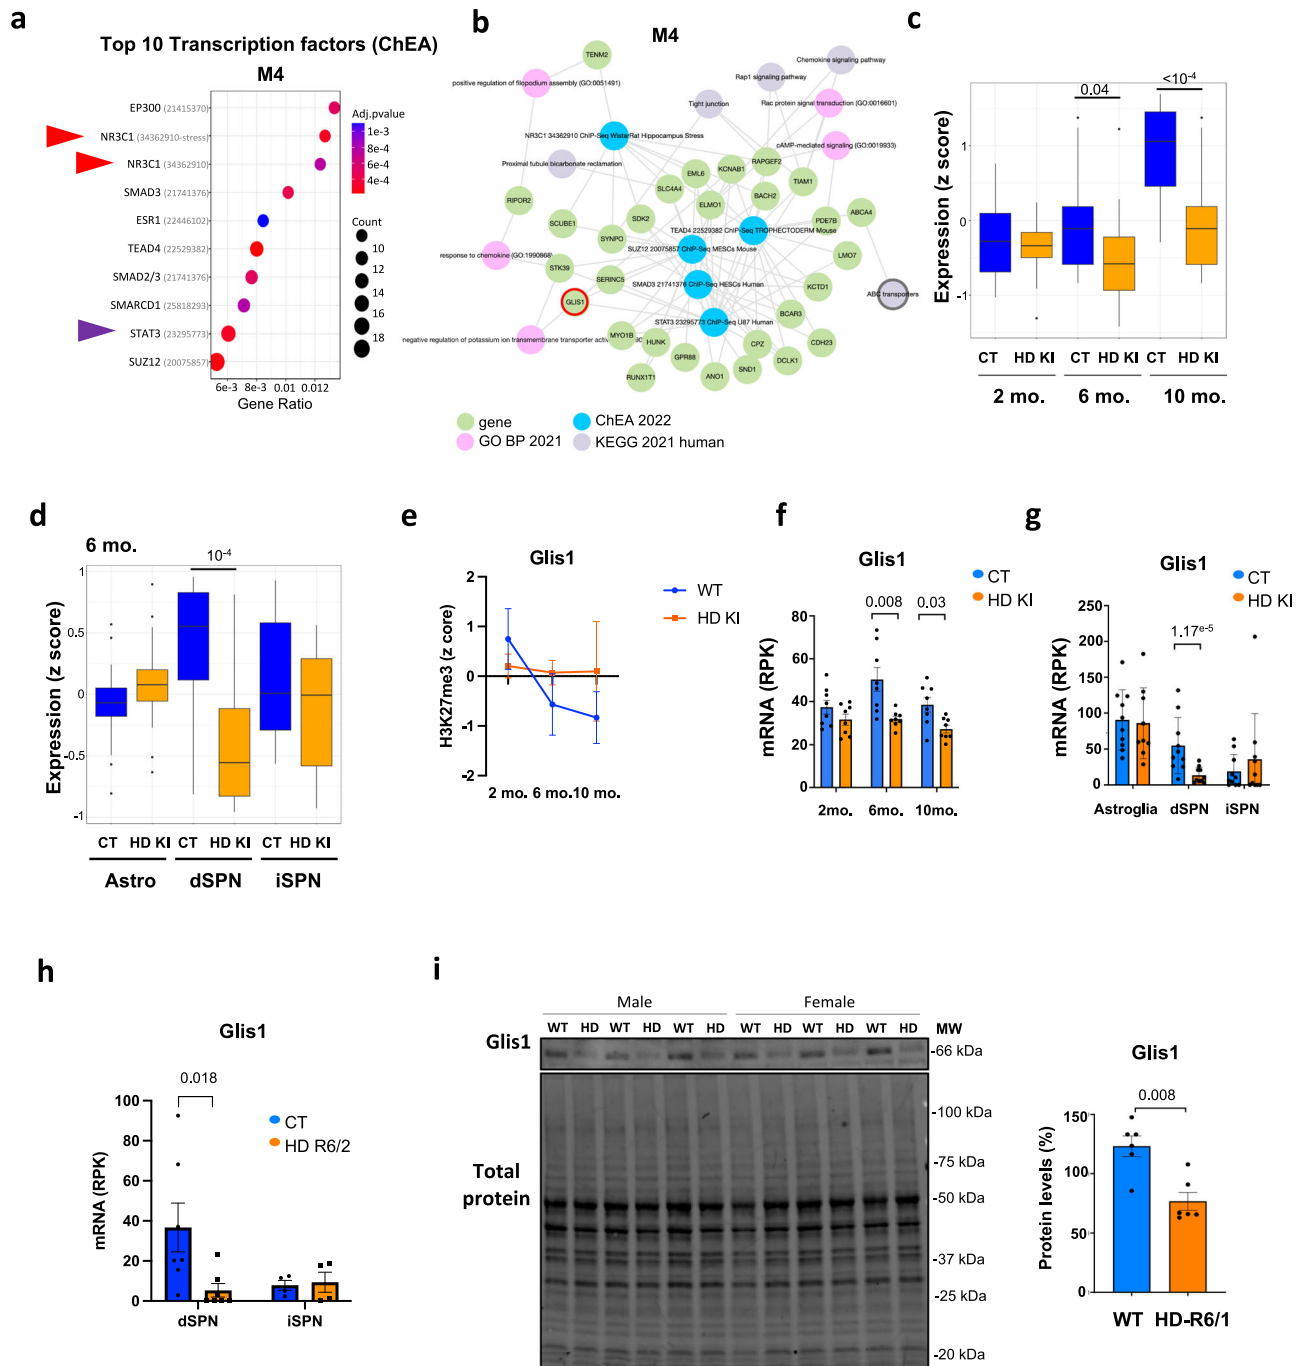 a
Top 10 Transcription factors (ChEA)
M4
EP300 (21415370)
NR3C1 (34362910-stress)
NR3C1 (34362910)
SMAD3 (21741376)
ESR1 (22446102)
TEAD4 (22529382)
SMAD2/3 (21741376)
SMARCD1 (25818293)
STAT3 (23295773)
SUZ12 (20075857)
6e-3 8e-3 0.01 0.012
Gene Ratio
Adj.pvalue
1e-3
8e-4
6e-4
4e-4
Count
10
12
14
16
18
b
M4
TENM2
Chemokine signaling pathway
positive regulation of filopodium assembly (GO:0051491)
Rap1 signaling pathway
Tight junction
Rac protein signal transduction (GO:0016601)
NR3C1 34362910 ChIP-Seq WistarRat Hippocampus Stress
cAMP-mediated signaling (GO:0019933)
Proximal tubule bicarbonate reclamation
EML6
KCNAB1
RAPGEF2
SLC4A4
TIAM1
RIPOR2
ELMO1
BACH2
SCUBE1
SDK2
PDE7B
ABCA4
TEAD4 22529382 ChIP-Seq TROPHECTODERM Mouse
SYNPO
SUZ12 20075857 ChIP-Seq MESCs Mouse
response to chemokine (GO:1990868)
STK39
LMO7
SERINC5
SMAD3 21741376 ChIP-Seq HESCs Human
KCTD1
ABC transporters
GLIS1
BCAR3
STAT3 23295773 ChIP-Seq U87 Human
MYO1B
negative regulation of potassium ion transmembrane transporter activ
HUNK
CPZ
CDH23
GPR88
DCLK1
RUNX1T1
ANO1
SND1
gene
ChEA 2022
GO BP 2021
KEGG 2021 human
c
Expression (z score)
1
0
-1
0.04
<10-4
CT HD KI CT HD KI CT HD KI
2 mo. 6 mo. 10 mo.
d
6 mo.
10-4
Expression (z score)
1
0.5
0
-0.5
-1
CT HD KI CT HD KI CT HD KI
Astro dSPN iSPN
e
Glis1
H3K27me3 (z core)
2
1
0
-1
-2
2 mo. 6 mo. 10 mo.
WT
HD KI
f
Glis1
CT
HD KI
mRNA (RPK)
80
60
40
20
0
0.008
0.03
2mo. 6mo. 10mo.
g
Glis1
CT
HD KI
mRNA (RPK)
250
200
150
100
50
0
1.17e-5
Astroglia dSPN iSPN
h
Glis1
0.018
CT
HD R6/2
mRNA (RPK)
100
80
60
40
20
0
dSPN iSPN
i
Male Female
WT HD WT HD WT HD WT HD WT HD WT HD MW
Glis1
-66 kDa
Total
protein
-100 kDa
-75 kDa
-50 kDa
-37 kDa
-25 kDa
-20 kDa
Glis1
0.008
Protein levels (%)
150
100
50
0
WT HD-R6/1